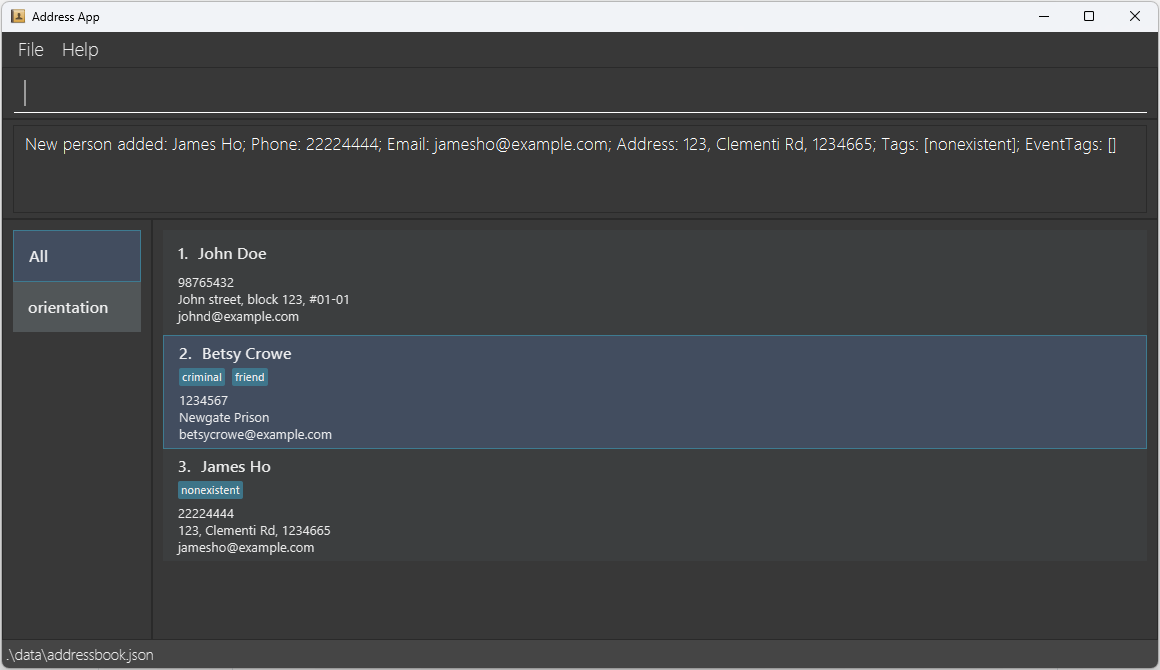 Address App
File Help
New person added: James Ho; Phone: 22224444; Email: jamesho@example.com; Address: 123, Clementi Rd, 1234665; Tags: [nonexistent]; EventTags: []
All
orientation
1. John Doe
98765432
John street, block 123, #01-01
johnd@example.com
2. Betsy Crowe
criminal friend
1234567
Newgate Prison
betsycrowe@example.com
3. James Ho
nonexistent
22224444
123, Clementi Rd, 1234665
jamesho@example.com
.\data\addressbook.json